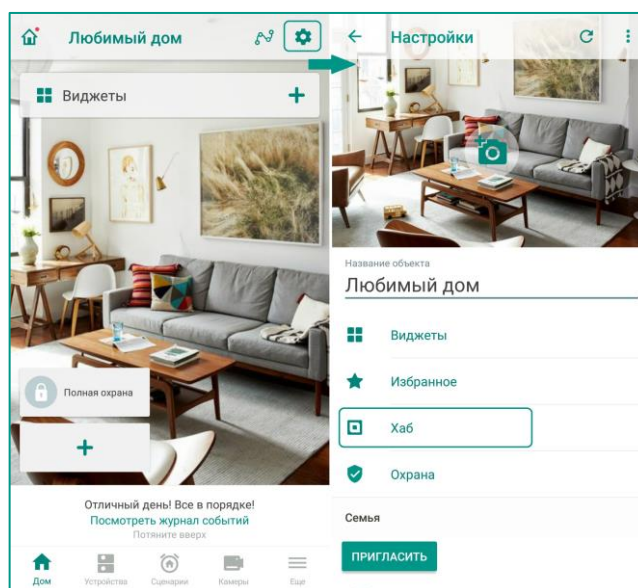 Любимый дом
Виджеты
Полная охрана
Отличный день! Все в порядке!
Посмотреть журнал событий
Потяните вверх
Дом
Устройства
Сценарии
Камеры
Еще
Настройки
Название объекта
Любимый дом
Виджеты
Избранное
Хаб
Охрана
Семья
ПРИГЛАСИТЬ